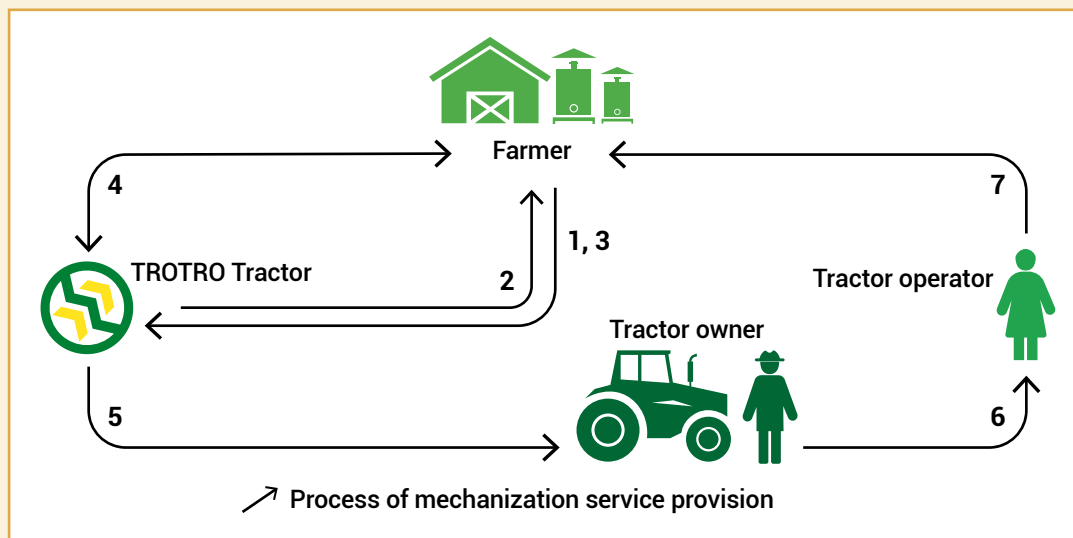 Farmer
4
7
1, 3
TROTRO Tractor
2
Tractor operator
Tractor owner
5
6
Process of mechanization service provision